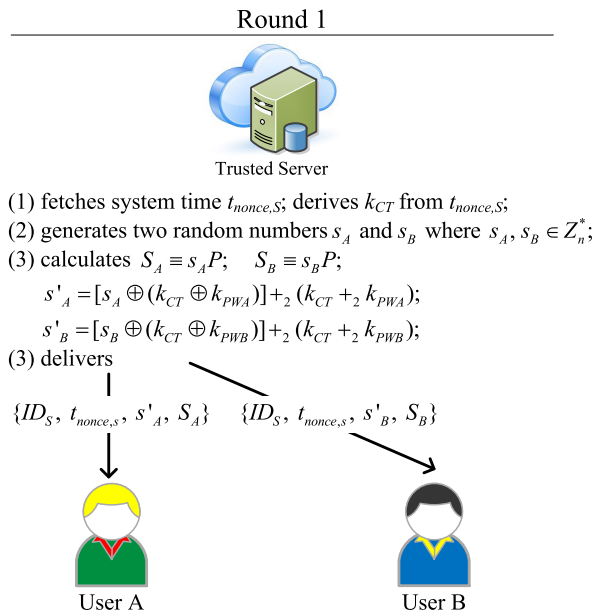 Round 1
Trusted Server
(1) fetches system time t_{nonce,S}; derives k_{CT} from t_{nonce,S};
(2) generates two random numbers s_A and s_B where s_A, s_B ∈ Z_n^*;
(3) calculates S_A ≡ s_A P; S_B ≡ s_B P;
s'_A = [s_A ⊕ (k_{CT} ⊕ k_{PWA})] +_2 (k_{CT} +_2 k_{PWA});
s'_B = [s_B ⊕ (k_{CT} ⊕ k_{PWB})] +_2 (k_{CT} +_2 k_{PWB});
(3) delivers
{ID_S, t_{nonce,s}, s'_A, S_A} {ID_S, t_{nonce,s}, s'_B, S_B}
User A User B